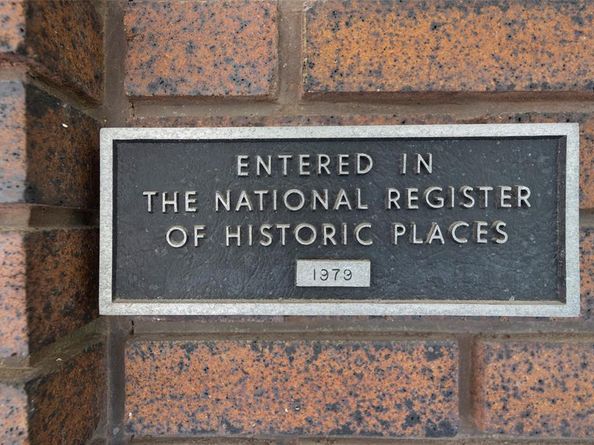 ENTERED IN
THE NATIONAL REGISTER
OF HISTORIC PLACES
1979